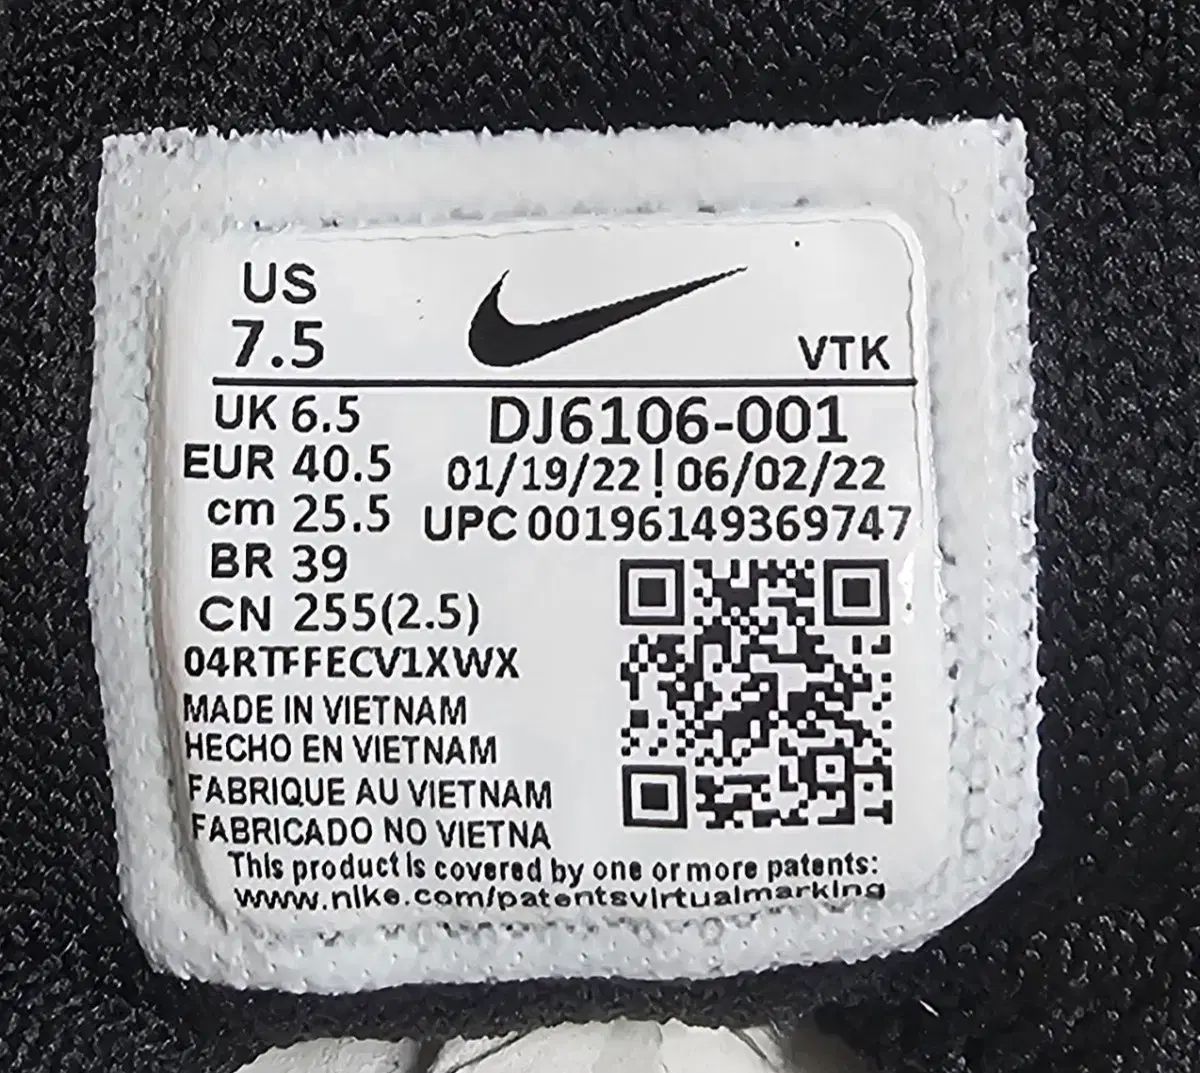 US
7.5
VTK
UK 6.5
DJ6106-001
EUR 40.5
01/19/22 ! 06/02/22
cm 25.5
UPC 00196149369747
BR 39
CN 255(2.5)
04RTFFECV1XWX
MADE IN VIETNAM
HECHO EN VIETNAM
FABRIQUE AU VIETNAM
FABRICADO NO VIETNA
This product is covered by one or more patents:
www.nike.com/patentsvirtualmarking